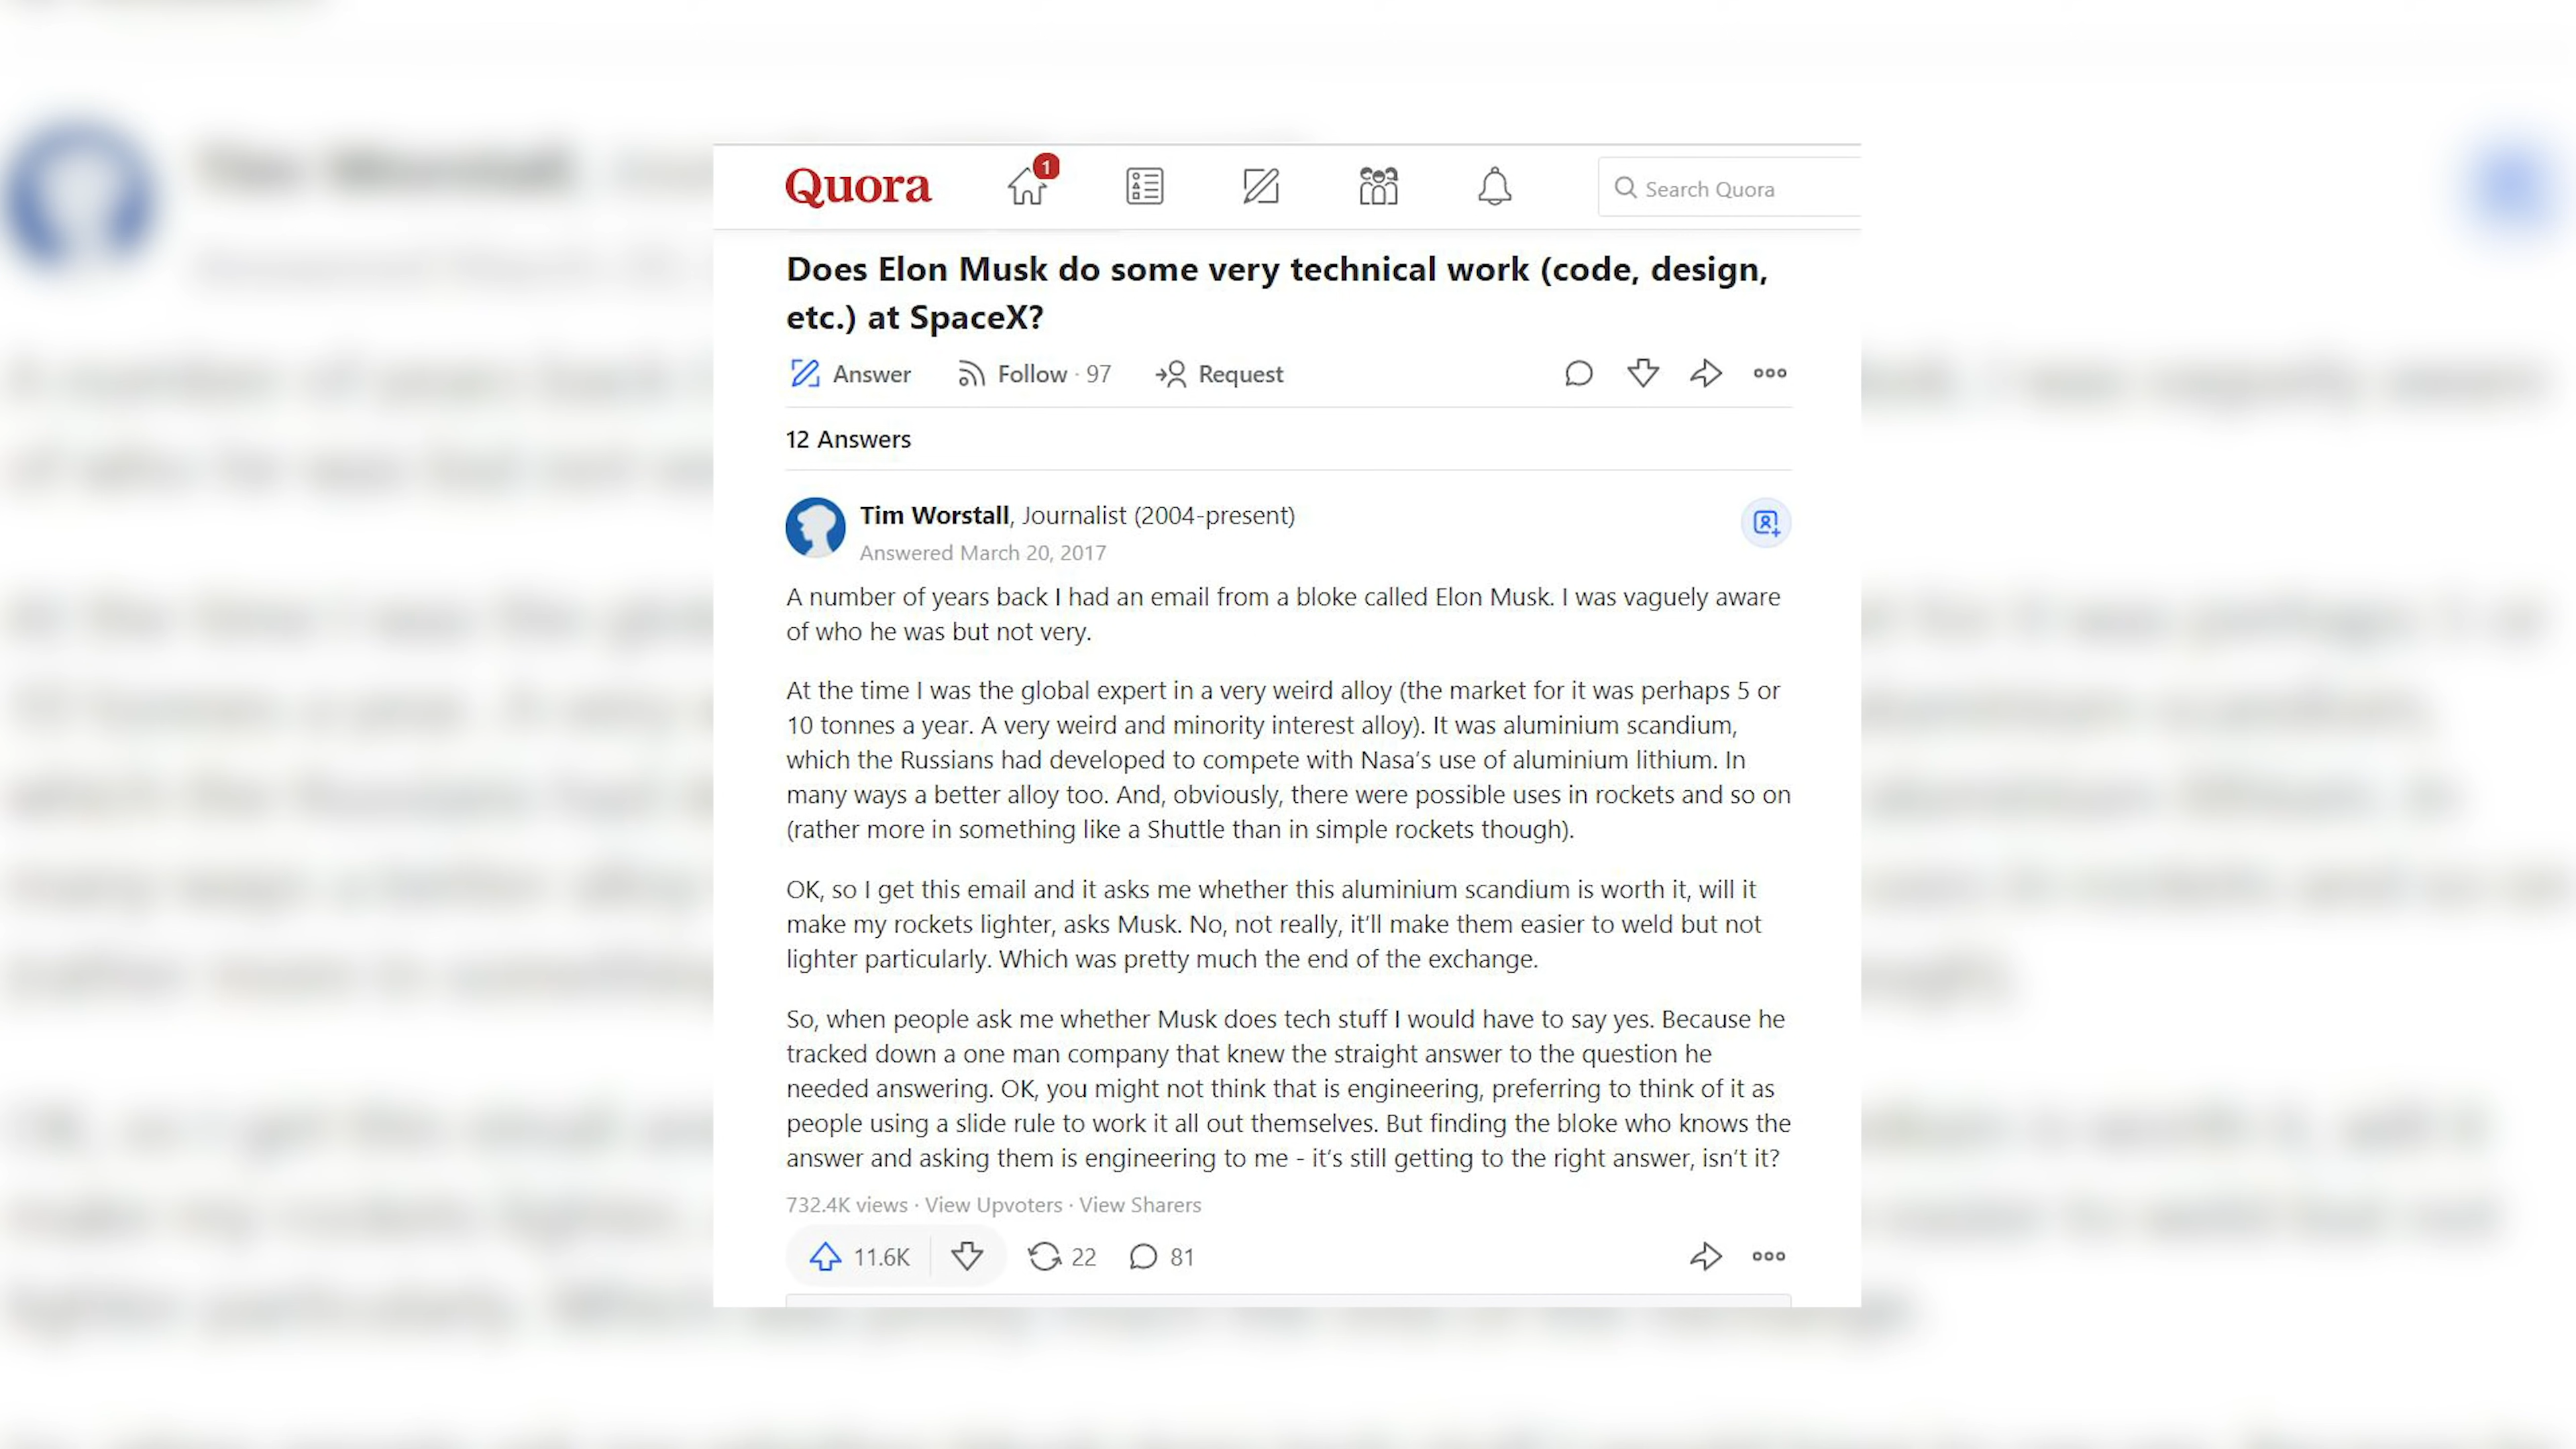 Quora
1
Search Quora
Does Elon Musk do some very technical work (code, design,
etc.) at SpaceX?
Answer Follow · 97 Request
12 Answers
Tim Worstall, Journalist (2004-present)
Answered March 20, 2017
A number of years back I had an email from a bloke called Elon Musk. I was vaguely aware
of who he was but not very.
At the time I was the global expert in a very weird alloy (the market for it was perhaps 5 or
10 tonnes a year. A very weird and minority interest alloy). It was aluminium scandium,
which the Russians had developed to compete with Nasa’s use of aluminium lithium. In
many ways a better alloy too. And, obviously, there were possible uses in rockets and so on
(rather more in something like a Shuttle than in simple rockets though).
OK, so I get this email and it asks me whether this aluminium scandium is worth it, will it
make my rockets lighter, asks Musk. No, not really, it’ll make them easier to weld but not
lighter particularly. Which was pretty much the end of the exchange.
So, when people ask me whether Musk does tech stuff I would have to say yes. Because he
tracked down a one man company that knew the straight answer to the question he
needed answering. OK, you might not think that is engineering, preferring to think of it as
people using a slide rule to work it all out themselves. But finding the bloke who knows the
answer and asking them is engineering to me - it’s still getting to the right answer, isn’t it?
732.4K views · View Upvoters · View Sharers
11.6K 22 81